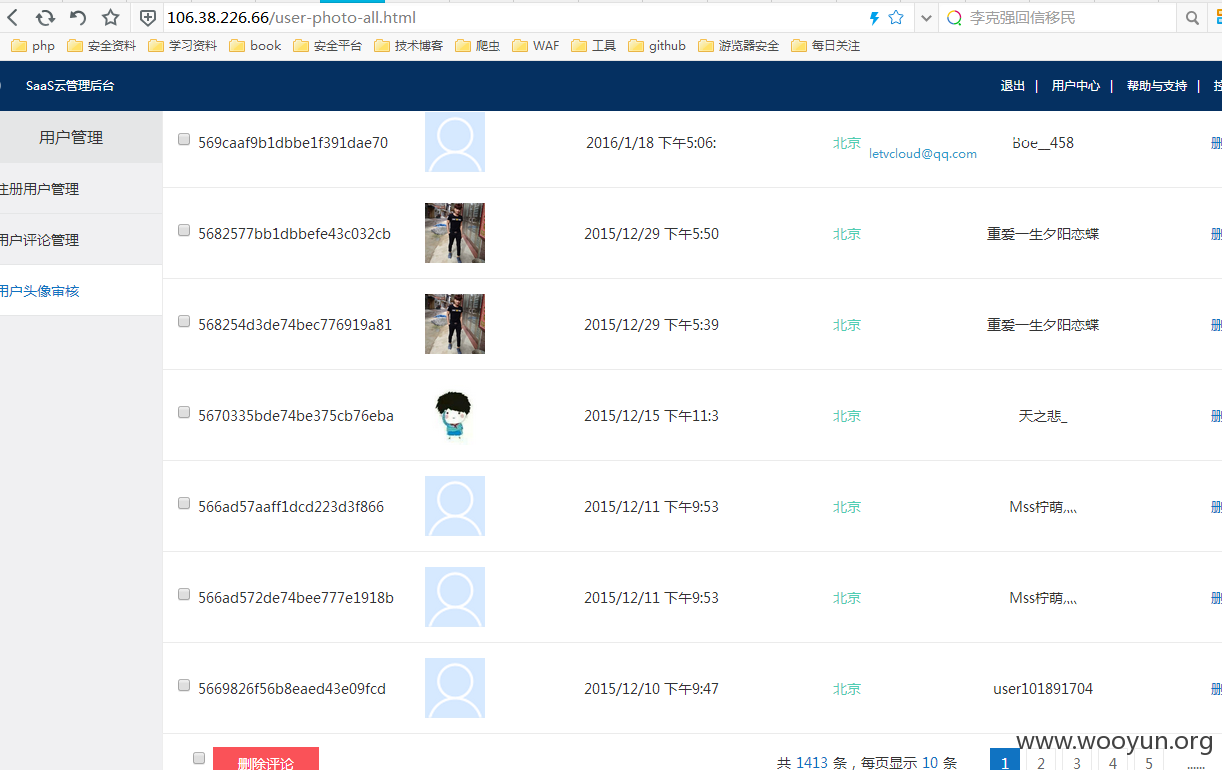 106.38.226.66/user-photo-all.html 李克强回信移民
php 安全资料 学习资料 book 安全平台 技术博客 爬虫 WAF 工具 github 游览器安全 每日关注
SaaS云管理后台 退出 | 用户中心 | 帮助与支持 |
用户管理
注册用户管理
用户评论管理
用户头像审核
569caaf9b1dbbe1f391dae70 2016/1/18 下午5:06: 北京 letvcloud@qq.com Boe__458 删
5682577bb1dbbefe43c032cb 2015/12/29 下午5:50 北京 重爱一生夕阳恋蝶 删
568254d3de74bec776919a81 2015/12/29 下午5:39 北京 重爱一生夕阳恋蝶 删
5670335bde74be375cb76eba 2015/12/15 下午11:3 北京 天之悲_ 删
566ad57aaff1dcd223d3f866 2015/12/11 下午9:53 北京 Mss柠萌灬 删
566ad572de74bee777e1918b 2015/12/11 下午9:53 北京 Mss柠萌灬 删
5669826f56b8eaed43e09fcd 2015/12/10 下午9:47 北京 user101891704 删
删除评论 共 1413 条，每页显示 10 条 1 2 3 4 5 ......
www.wooyun.org